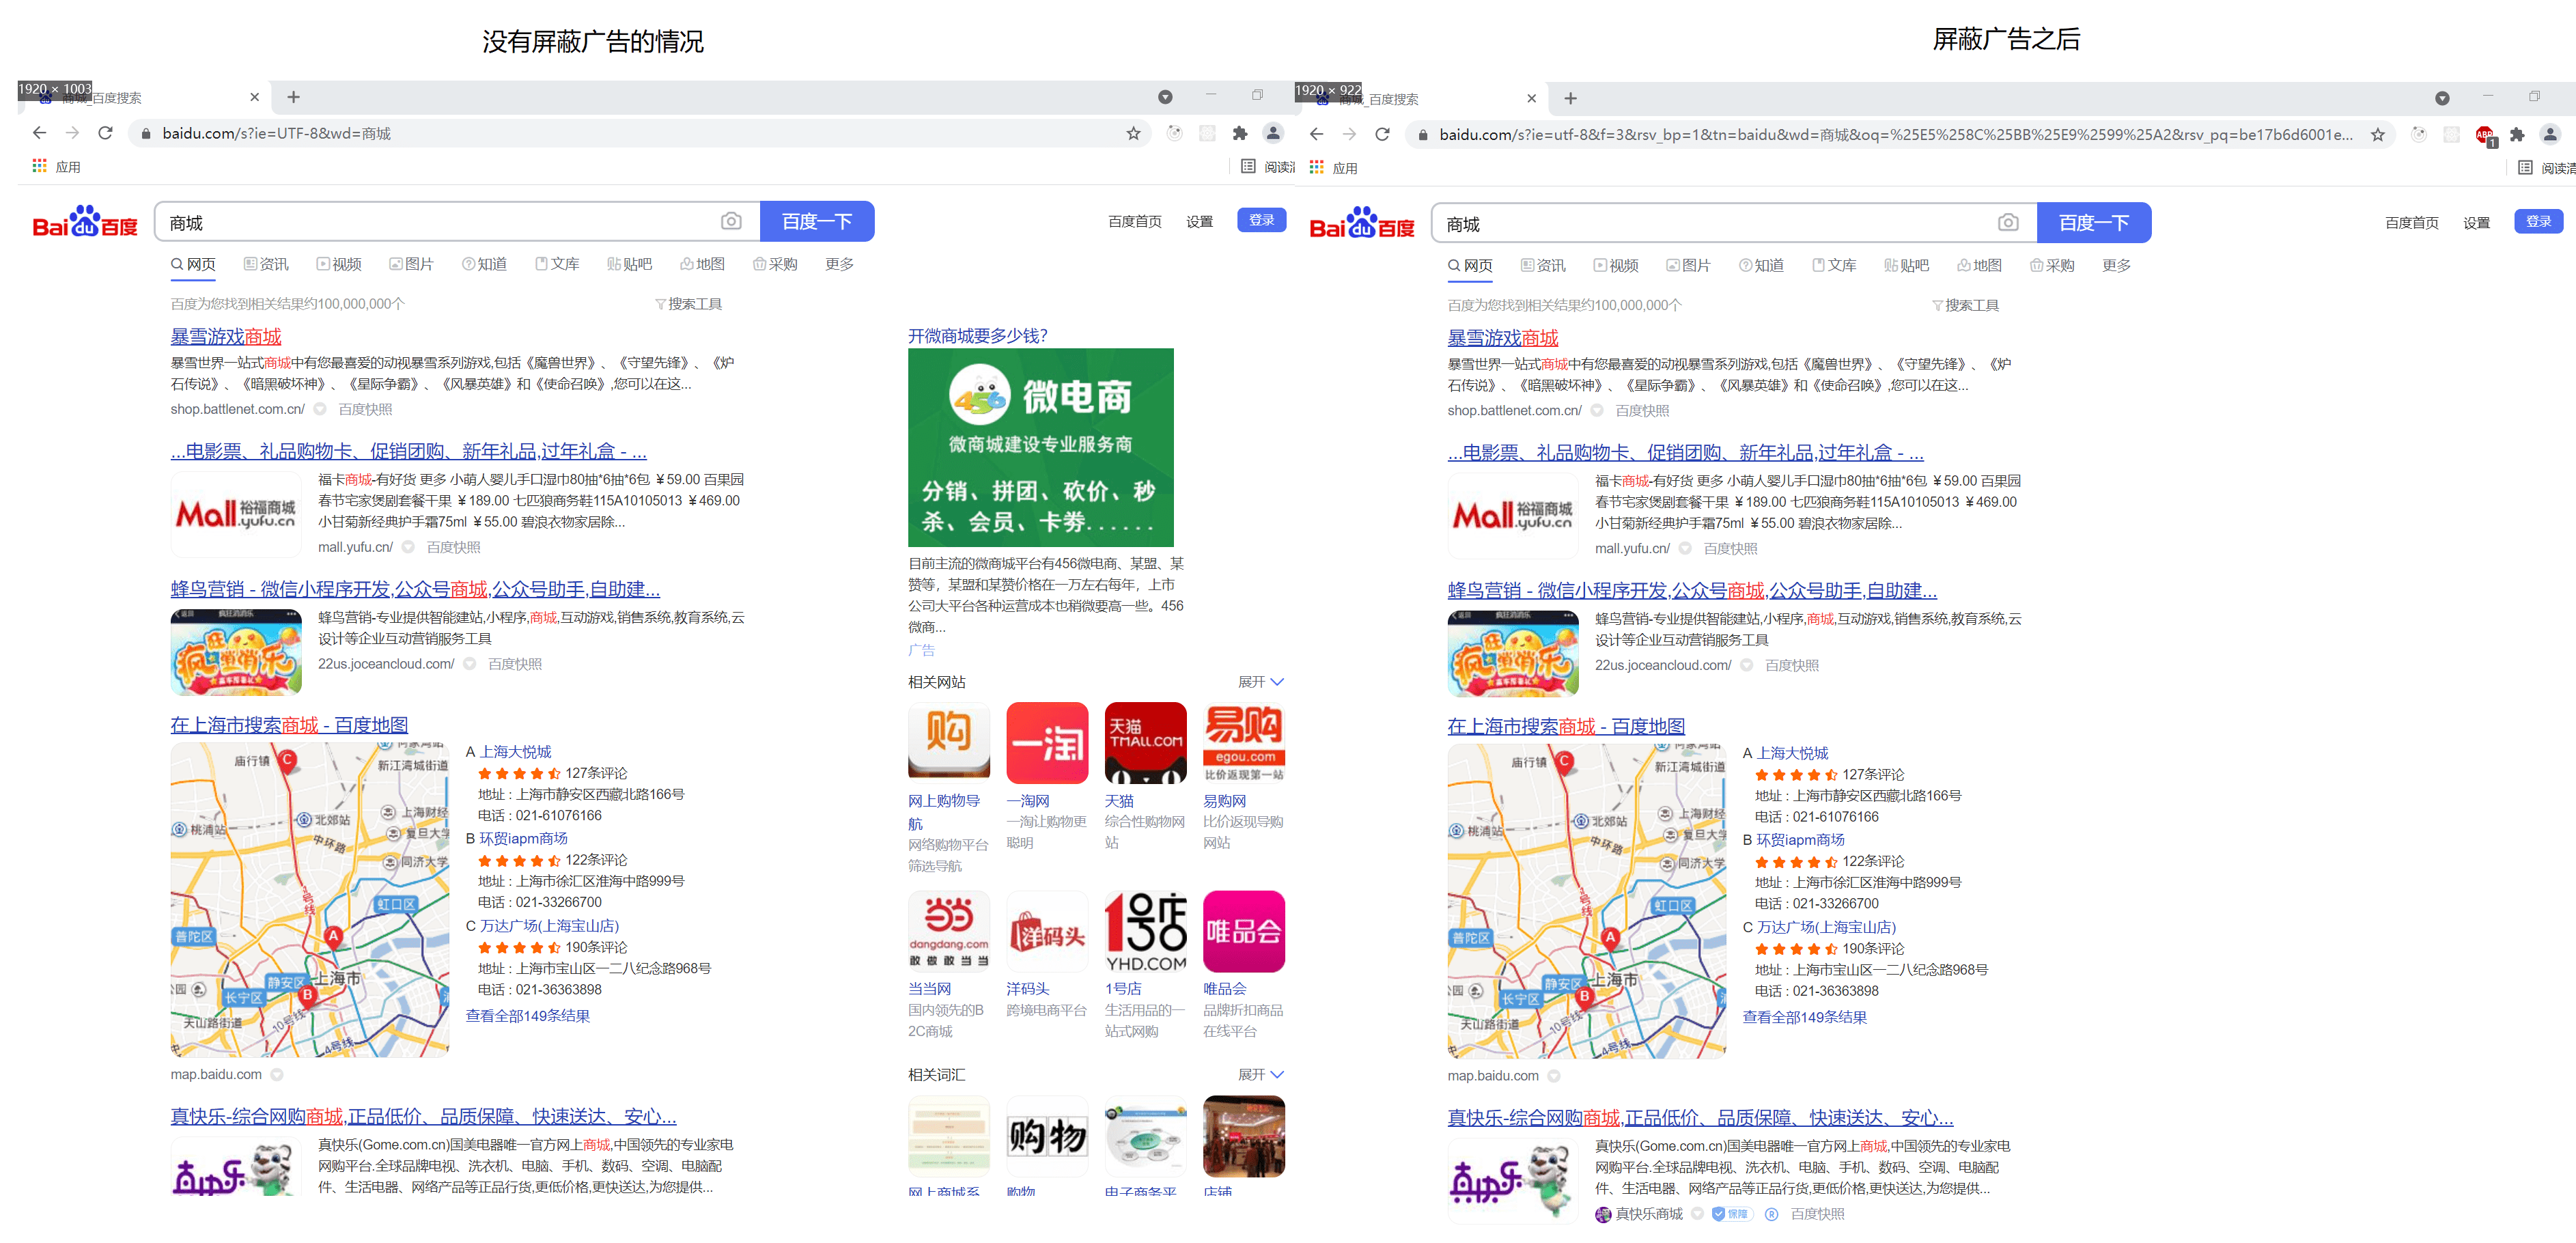 没有屏蔽广告的情况
1920 × 1003
商城_百度搜索
baidu.com/s?ie=UTF-8&wd=商城
应用
阅读清
Bai du 百度
商城
百度一下
百度首页 设置 登录
网页 资讯 视频 图片 知道 文库 贴吧 地图 采购 更多
百度为您找到相关结果约100,000,000个
搜索工具
暴雪游戏商城
暴雪世界一站式商城中有您最喜爱的动视暴雪系列游戏,包括《魔兽世界》、《守望先锋》、《炉
石传说》、《暗黑破坏神》、《星际争霸》、《风暴英雄》和《使命召唤》,您可以在这...
shop.battlenet.com.cn/ 百度快照
...电影票、礼品购物卡、促销团购、新年礼品,过年礼盒 - ...
Mall 裕福商城
.yufu.cn
福卡商城-有好货 更多 小萌人婴儿手口湿巾80抽*6抽*6包 ￥59.00 百果园
春节宅家煲剧套餐干果 ￥189.00 七匹狼商务鞋115A10105013 ￥469.00
小甘菊新经典护手霜75ml ￥55.00 碧浪衣物家居除...
mall.yufu.cn/ 百度快照
蜂鸟营销 - 微信小程序开发,公众号商城,公众号助手,自助建...
蜂鸟营销-专业提供智能建站,小程序,商城,互动游戏,销售系统,教育系统,云
设计等企业互动营销服务工具
22us.joceancloud.com/ 百度快照
在上海市搜索商城 - 百度地图
庙行镇
C
新江湾城街道
北郊站
上海财经
桃浦站
复旦大学
中环路
同济大学
1号线
虹口区
普陀区
A
上海市
静安区
长宁区
B
公园
天山路街道
10号线
4号线
A 上海大悦城
127条评论
地址 : 上海市静安区西藏北路166号
电话 : 021-61076166
B 环贸iapm商场
122条评论
地址 : 上海市徐汇区淮海中路999号
电话 : 021-33266700
C 万达广场(上海宝山店)
190条评论
地址 : 上海市宝山区一二八纪念路968号
电话 : 021-36363898
查看全部149条结果
map.baidu.com
真快乐-综合网购商城,正品低价、品质保障、快速送达、安心...
真快乐(Gome.com.cn)国美电器唯一官方网上商城,中国领先的专业家电
网购平台.全球品牌电视、洗衣机、电脑、手机、数码、空调、电脑配
件、生活电器、网络产品等正品行货,更低价格,更快送达,为您提供...
开微商城要多少钱?
456 微电商
微商城建设专业服务商
分销、拼团、砍价、秒
杀、会员、卡券......
目前主流的微商城平台有456微电商、某盟、某
赞等，某盟和某赞价格在一万左右每年，上市
公司大平台各种运营成本也稍微要高一些。456
微商...
广告
相关网站 展开
购
一淘
天猫
TMALL.COM
易购
egou.com
比价返现第一站
网上购物导
航
网络购物平台
筛选导航
一淘网
一淘让购物更
聪明
天猫
综合性购物网
站
易购网
比价返现导购
网站
当当
dangdang.com
敢做敢当当
洋码头
1号店
YHD.COM
唯品会
当当网
国内领先的B
2C商城
洋码头
跨境电商平台
1号店
生活用品的一
站式网购
唯品会
品牌折扣商品
在线平台
相关词汇 展开
购物
网上商城系
购物
电子商务平
店铺
屏蔽广告之后
1920 × 922
商城_百度搜索
baidu.com/s?ie=utf-8&f=3&rsv_bp=1&tn=baidu&wd=商城&oq=%25E5%258C%25BB%25E9%2599%25A2&rsv_pq=be17b6d6001e...
ABP
1
应用
阅读清
Bai du 百度
商城
百度一下
百度首页 设置 登录
网页 资讯 视频 图片 知道 文库 贴吧 地图 采购 更多
百度为您找到相关结果约100,000,000个
搜索工具
暴雪游戏商城
暴雪世界一站式商城中有您最喜爱的动视暴雪系列游戏,包括《魔兽世界》、《守望先锋》、《炉
石传说》、《暗黑破坏神》、《星际争霸》、《风暴英雄》和《使命召唤》,您可以在这...
shop.battlenet.com.cn/ 百度快照
...电影票、礼品购物卡、促销团购、新年礼品,过年礼盒 - ...
Mall 裕福商城
.yufu.cn
福卡商城-有好货 更多 小萌人婴儿手口湿巾80抽*6抽*6包 ￥59.00 百果园
春节宅家煲剧套餐干果 ￥189.00 七匹狼商务鞋115A10105013 ￥469.00
小甘菊新经典护手霜75ml ￥55.00 碧浪衣物家居除...
mall.yufu.cn/ 百度快照
蜂鸟营销 - 微信小程序开发,公众号商城,公众号助手,自助建...
蜂鸟营销-专业提供智能建站,小程序,商城,互动游戏,销售系统,教育系统,云
设计等企业互动营销服务工具
22us.joceancloud.com/ 百度快照
在上海市搜索商城 - 百度地图
庙行镇
C
新江湾城街道
北郊站
上海财经
桃浦站
复旦大学
中环路
同济大学
1号线
虹口区
普陀区
A
上海市
静安区
长宁区
B
公园
天山路街道
10号线
4号线
A 上海大悦城
127条评论
地址 : 上海市静安区西藏北路166号
电话 : 021-61076166
B 环贸iapm商场
122条评论
地址 : 上海市徐汇区淮海中路999号
电话 : 021-33266700
C 万达广场(上海宝山店)
190条评论
地址 : 上海市宝山区一二八纪念路968号
电话 : 021-36363898
查看全部149条结果
map.baidu.com
真快乐-综合网购商城,正品低价、品质保障、快速送达、安心...
真快乐
真快乐(Gome.com.cn)国美电器唯一官方网上商城,中国领先的专业家电
网购平台.全球品牌电视、洗衣机、电脑、手机、数码、空调、电脑配
件、生活电器、网络产品等正品行货,更低价格,更快送达,为您提供...
真快乐商城 保障 R 百度快照